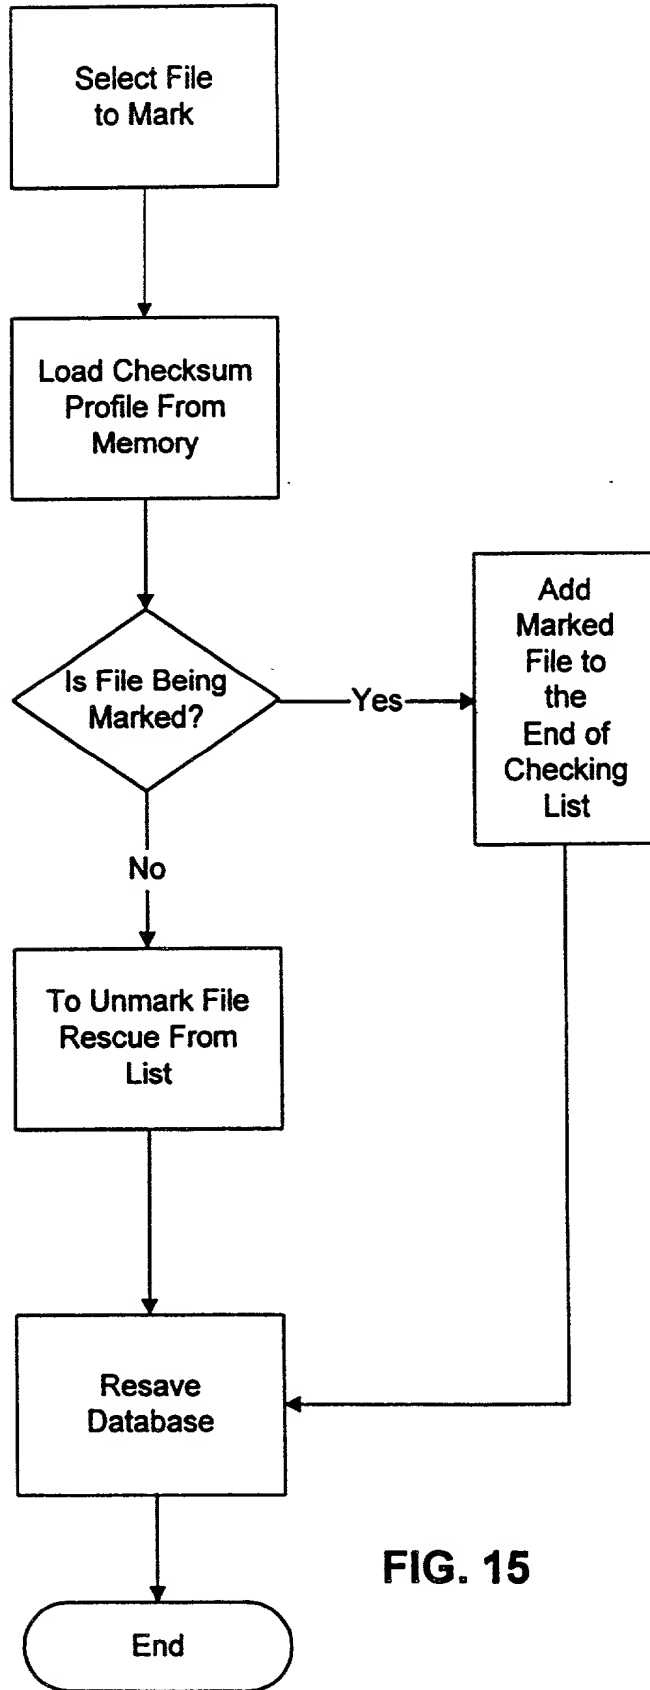 Select File
to Mark
Load Checksum
Profile From
Memory
Is File Being
Marked?
Yes
Add
Marked
File to
the
End of
Checking
List
No
To Unmark File
Rescue From
List
Resave
Database
End
FIG. 15